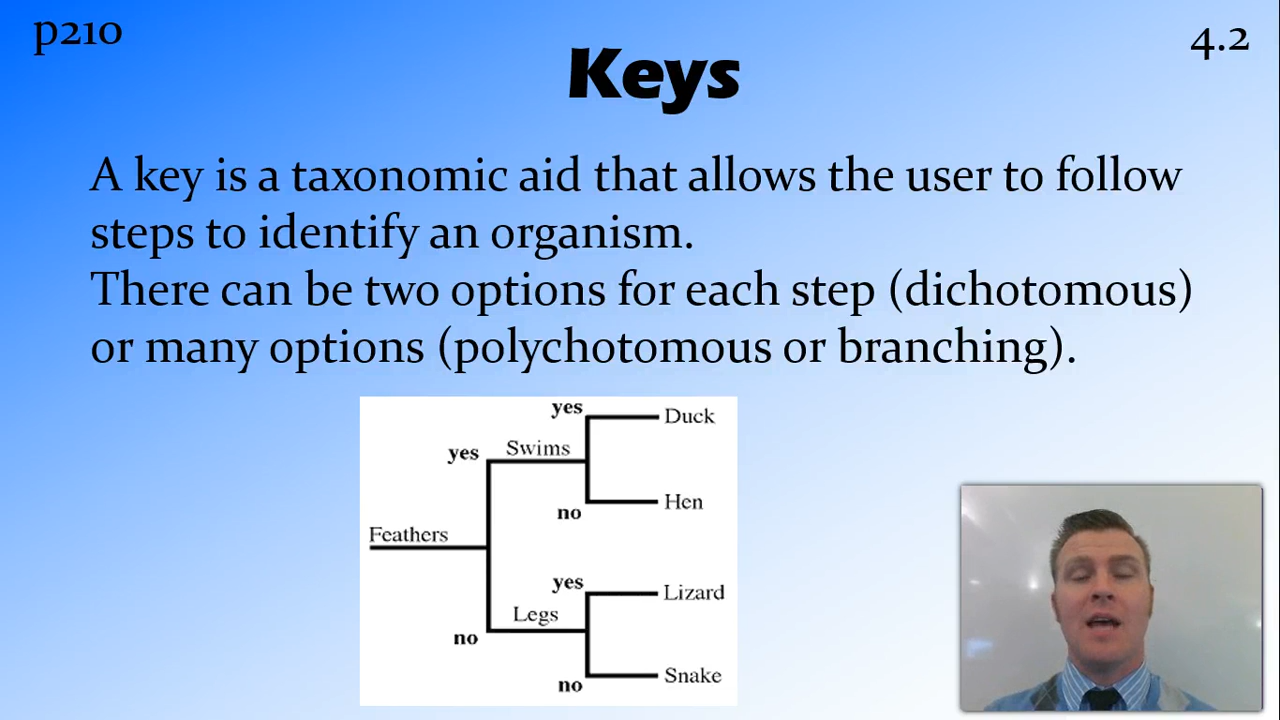 p210
4.2
Keys
A key is a taxonomic aid that allows the user to follow
steps to identify an organism.
There can be two options for each step (dichotomous)
or many options (polychotomous or branching).
yes
Duck
yes
Swims
no
Hen
Feathers
yes
Lizard
Legs
no
no
Snake